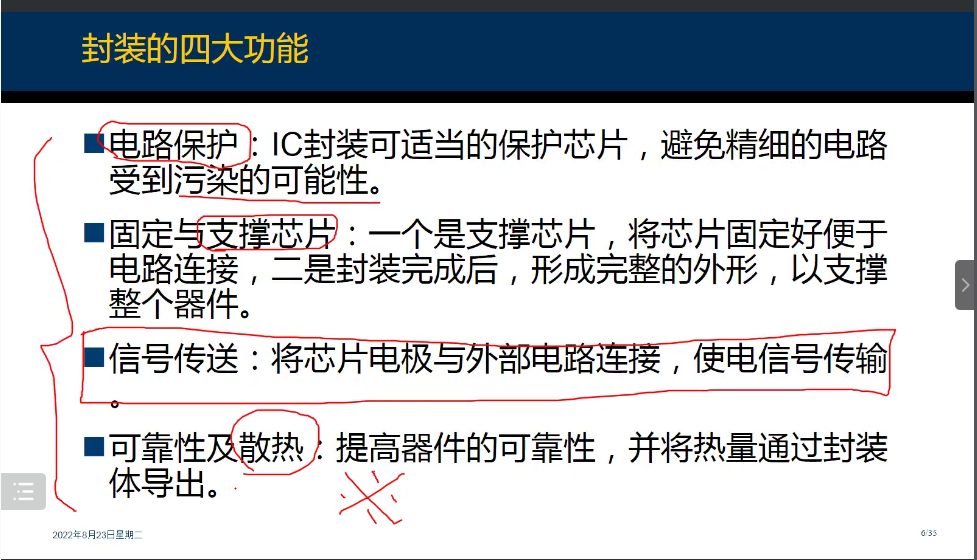 封装的四大功能
电路保护：IC封装可适当的保护芯片，避免精细的电路
受到污染的可能性。
固定与支撑芯片：一个是支撑芯片，将芯片固定好便于
电路连接，二是封装完成后，形成完整的外形，以支撑
整个器件。
信号传送：将芯片电极与外部电路连接，使电信号传输
。
可靠性及散热：提高器件的可靠性，并将热量通过封装
体导出。
※
2022年8月23日星期二
6/35